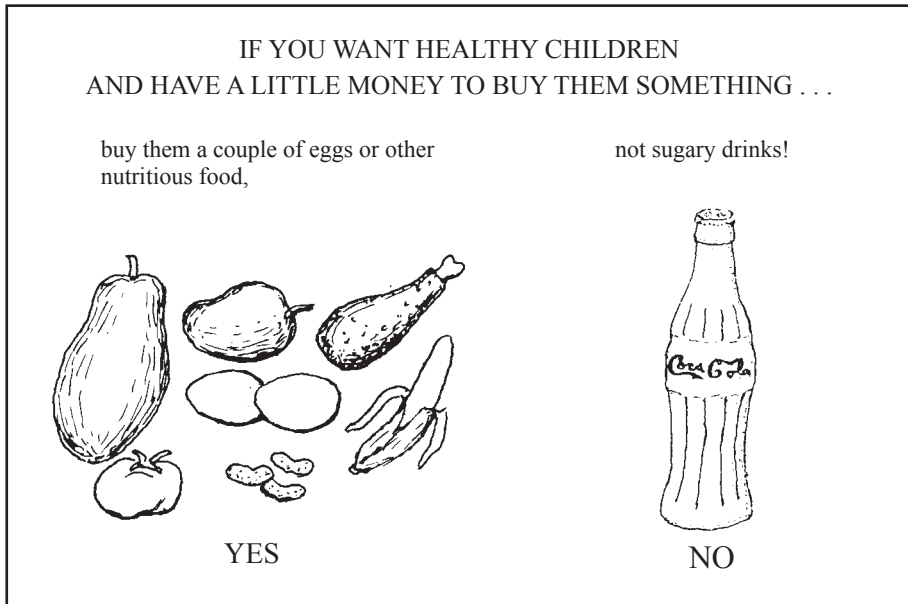 IF YOU WANT HEALTHY CHILDREN
AND HAVE A LITTLE MONEY TO BUY THEM SOMETHING . . .
buy them a couple of eggs or other
nutritious food,
not sugary drinks!
Coca Cola
YES
NO